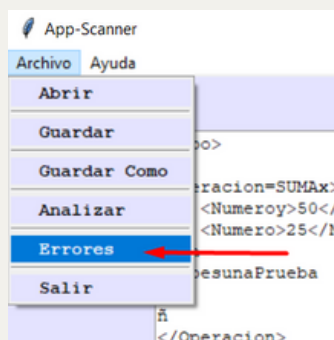 App-Scanner
Archivo Ayuda
Abrir
Guardar
Guardar Como
Analizar
Errores
Salir
po>
eracion=SUMAx>
<Numeroy>50</
<Numero>25</N
esunaPrueba
ñ
</Operacion>